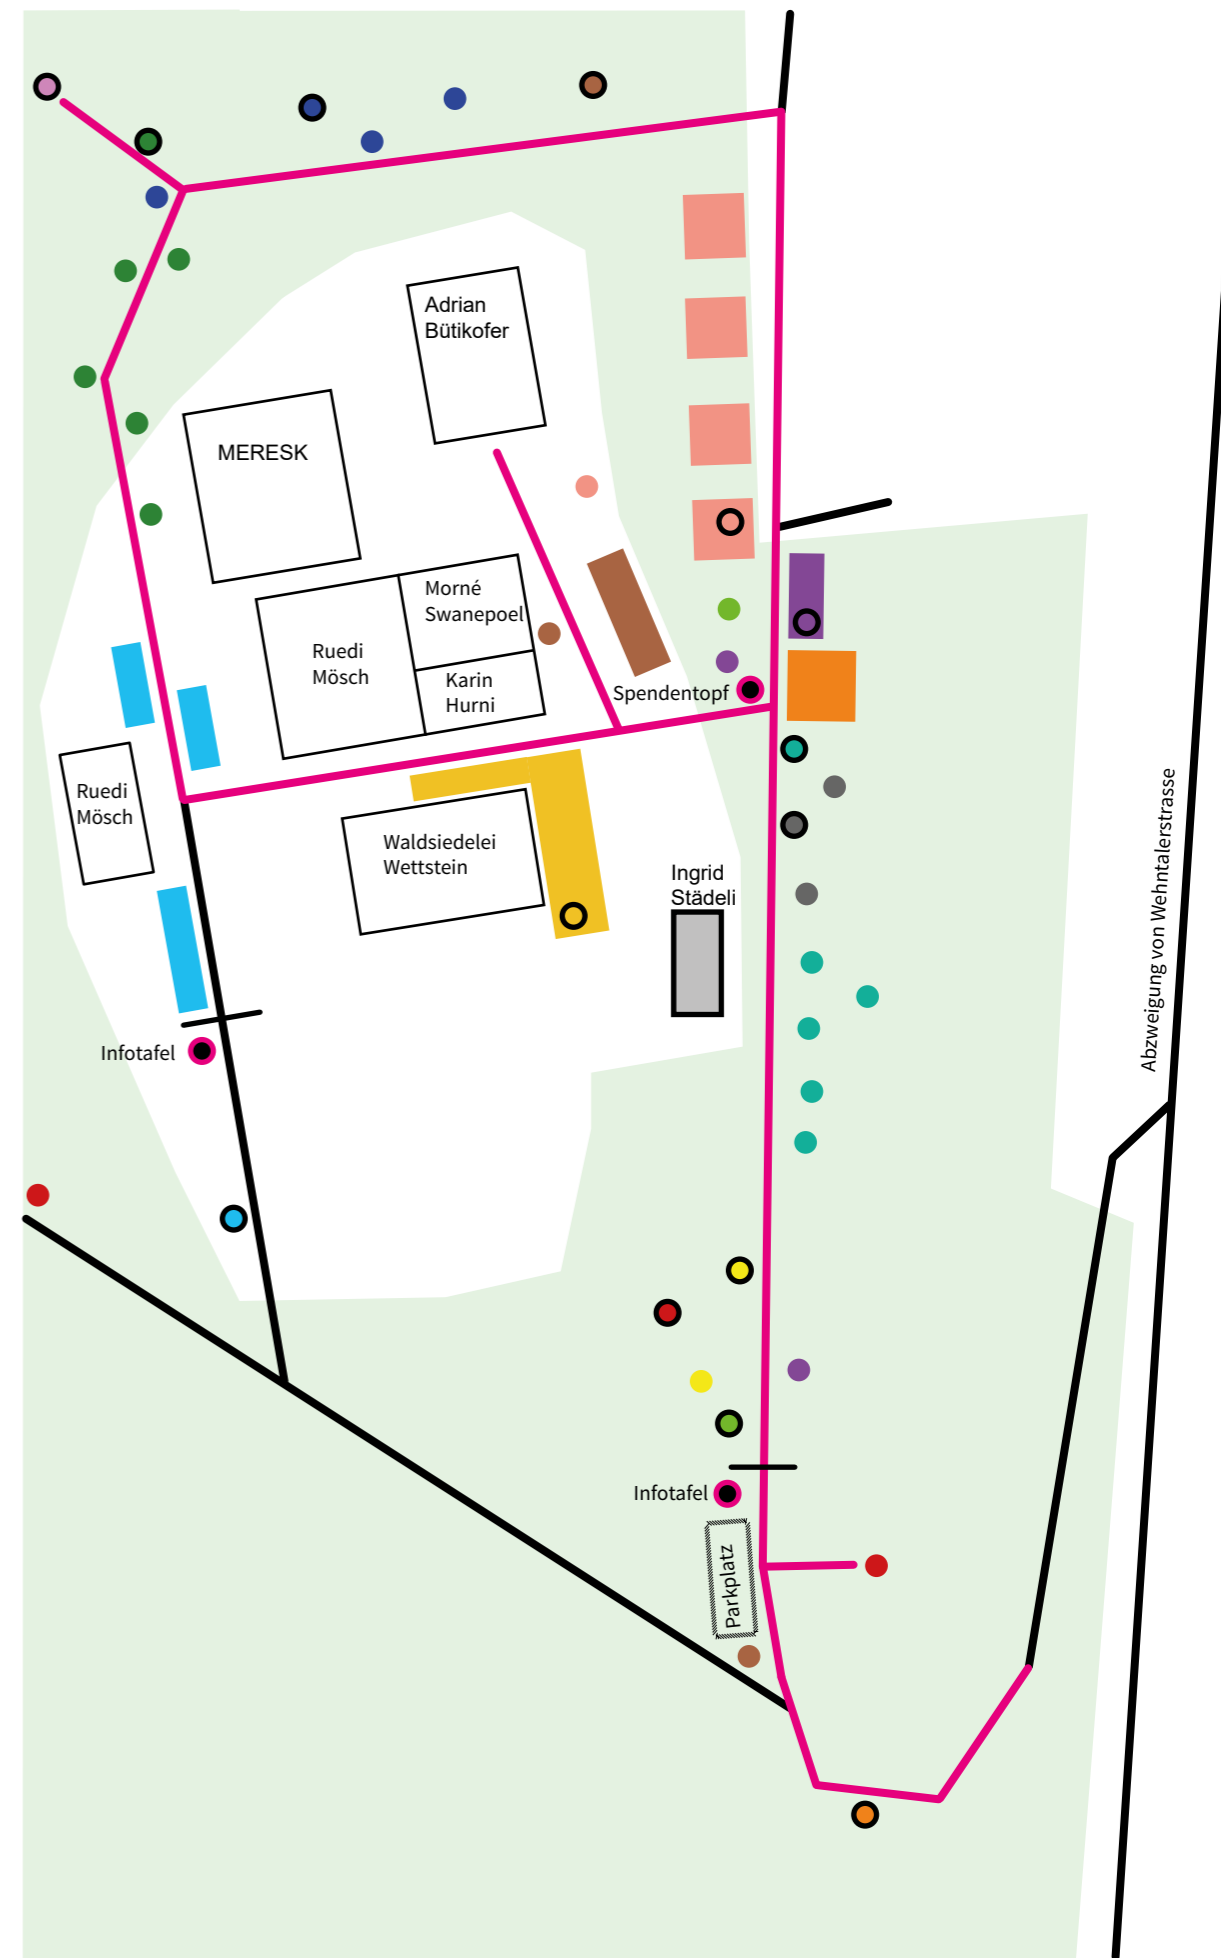 Adrian
Bütikofer
MERESK
Morné
Swanepoel
Ruedi
Mösch
Karin
Hurni
Spendentopf
Ruedi
Mösch
Waldsiedelei
Wettstein
Ingrid
Städeli
Abzweigung von Wehntalerstrasse
Infotafel
Infotafel
Parkplatz